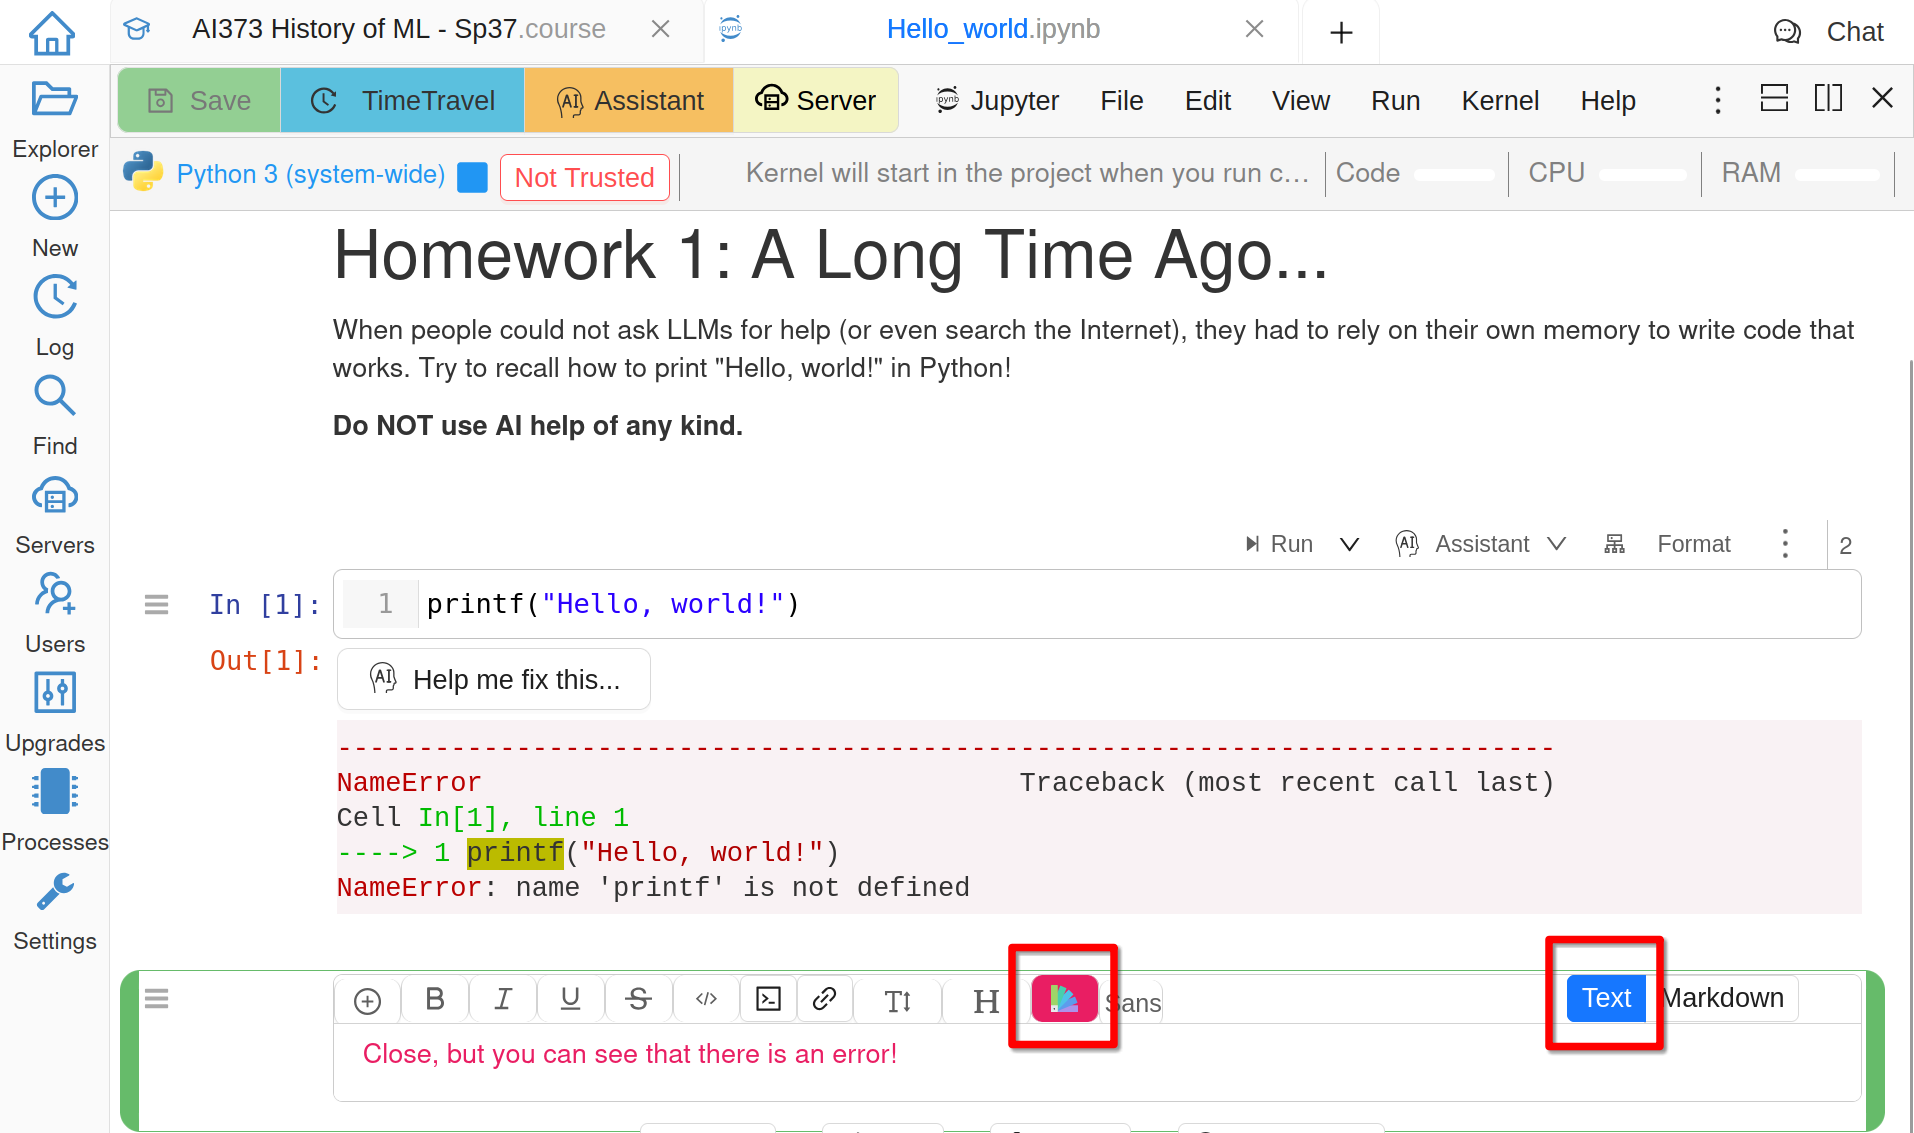 AI373 History of ML - Sp37.course
ipynb
Hello_world.ipynb
Chat
Save
TimeTravel
AI
Assistant
Server
ipynb
Jupyter
File
Edit
View
Run
Kernel
Help
Explorer
New
Log
Find
Servers
Users
Upgrades
Processes
Settings
Python 3 (system-wide)
Not Trusted
Kernel will start in the project when you run c...
Code
CPU
RAM
Homework 1: A Long Time Ago...
When people could not ask LLMs for help (or even search the Internet), they had to rely on their own memory to write code that
works. Try to recall how to print "Hello, world!" in Python!
Do NOT use AI help of any kind.
Run
AI
Assistant
Format
2
In [1]:
1 printf("Hello, world!")
Out[1]:
AI
Help me fix this...
---------------------------------------------------------------------------
NameError                                 Traceback (most recent call last)
Cell In[1], line 1
----> 1 printf("Hello, world!")
NameError: name 'printf' is not defined
B
I
U
S
</>
T
H
Sans
Text
Markdown
Close, but you can see that there is an error!